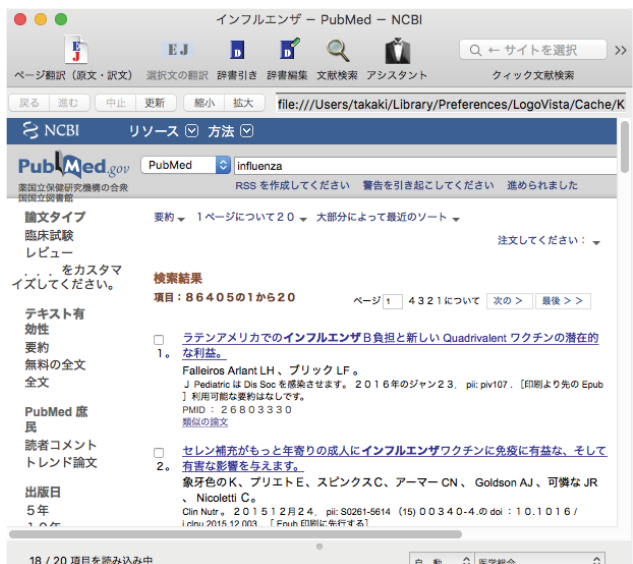 インフルエンザ − PubMed − NCBI
E J
E J
D
D
Q ← サイトを選択
>>
ページ翻訳（原文・訳文）
選択文の翻訳
辞書引き
辞書編集
文献検索
アシスタント
クィック文献検索
戻る
進む
中止
更新
縮小
拡大
file:///Users/takaki/Library/Preferences/LogoVista/Cache/K
NCBI
リソース
方法
PubMed.gov
PubMed
influenza
薬国立保健研究機構の合衆
国国立図書館
RSS を作成してください
警告を引き起こしてください
進められました
論文タイプ
臨床試験
レビュー
．．．をカスタマ
イズしてください。
テキスト有
効性
要約
無料の全文
全文
PubMed 庶
民
読者コメント
トレンド論文
出版日
5年
要約
1ページについて20
大部分によって最近のソート
注文してください：
検索結果
項目：86405の1から20
ページ 1
4321について
次の >
最後 > >
1。
ラテンアメリカでのインフルエンザB負担と新しい Quadrivalent ワクチンの潜在的
な利益。
Falleiros Arlant LH 、ブリック LF 。
J Pediatric は Dis Soc を感染させます。 2016年のジャン23． pii: piv107．［印刷より先の Epub
］利用可能な要約はなしです。
PMID：26803330
類似の論文
2。
セレン補充がもっと年寄りの成人にインフルエンザワクチンに免疫に有益な、そして
有害な影響を与えます。
象牙色のK、プリエトE、スピンクスC、アーマー CN 、 Goldson AJ 、可憐な JR
、 Nicoletti C。
Clin Nutr 。 201512月24． pii: S0261-5614（15）00340-4.の doi ：10.1016 /
j.clnu.2015.12.003．［ Epub 印刷に先行する］
18 / 20 項目を読み込み中
自 動
医学総合